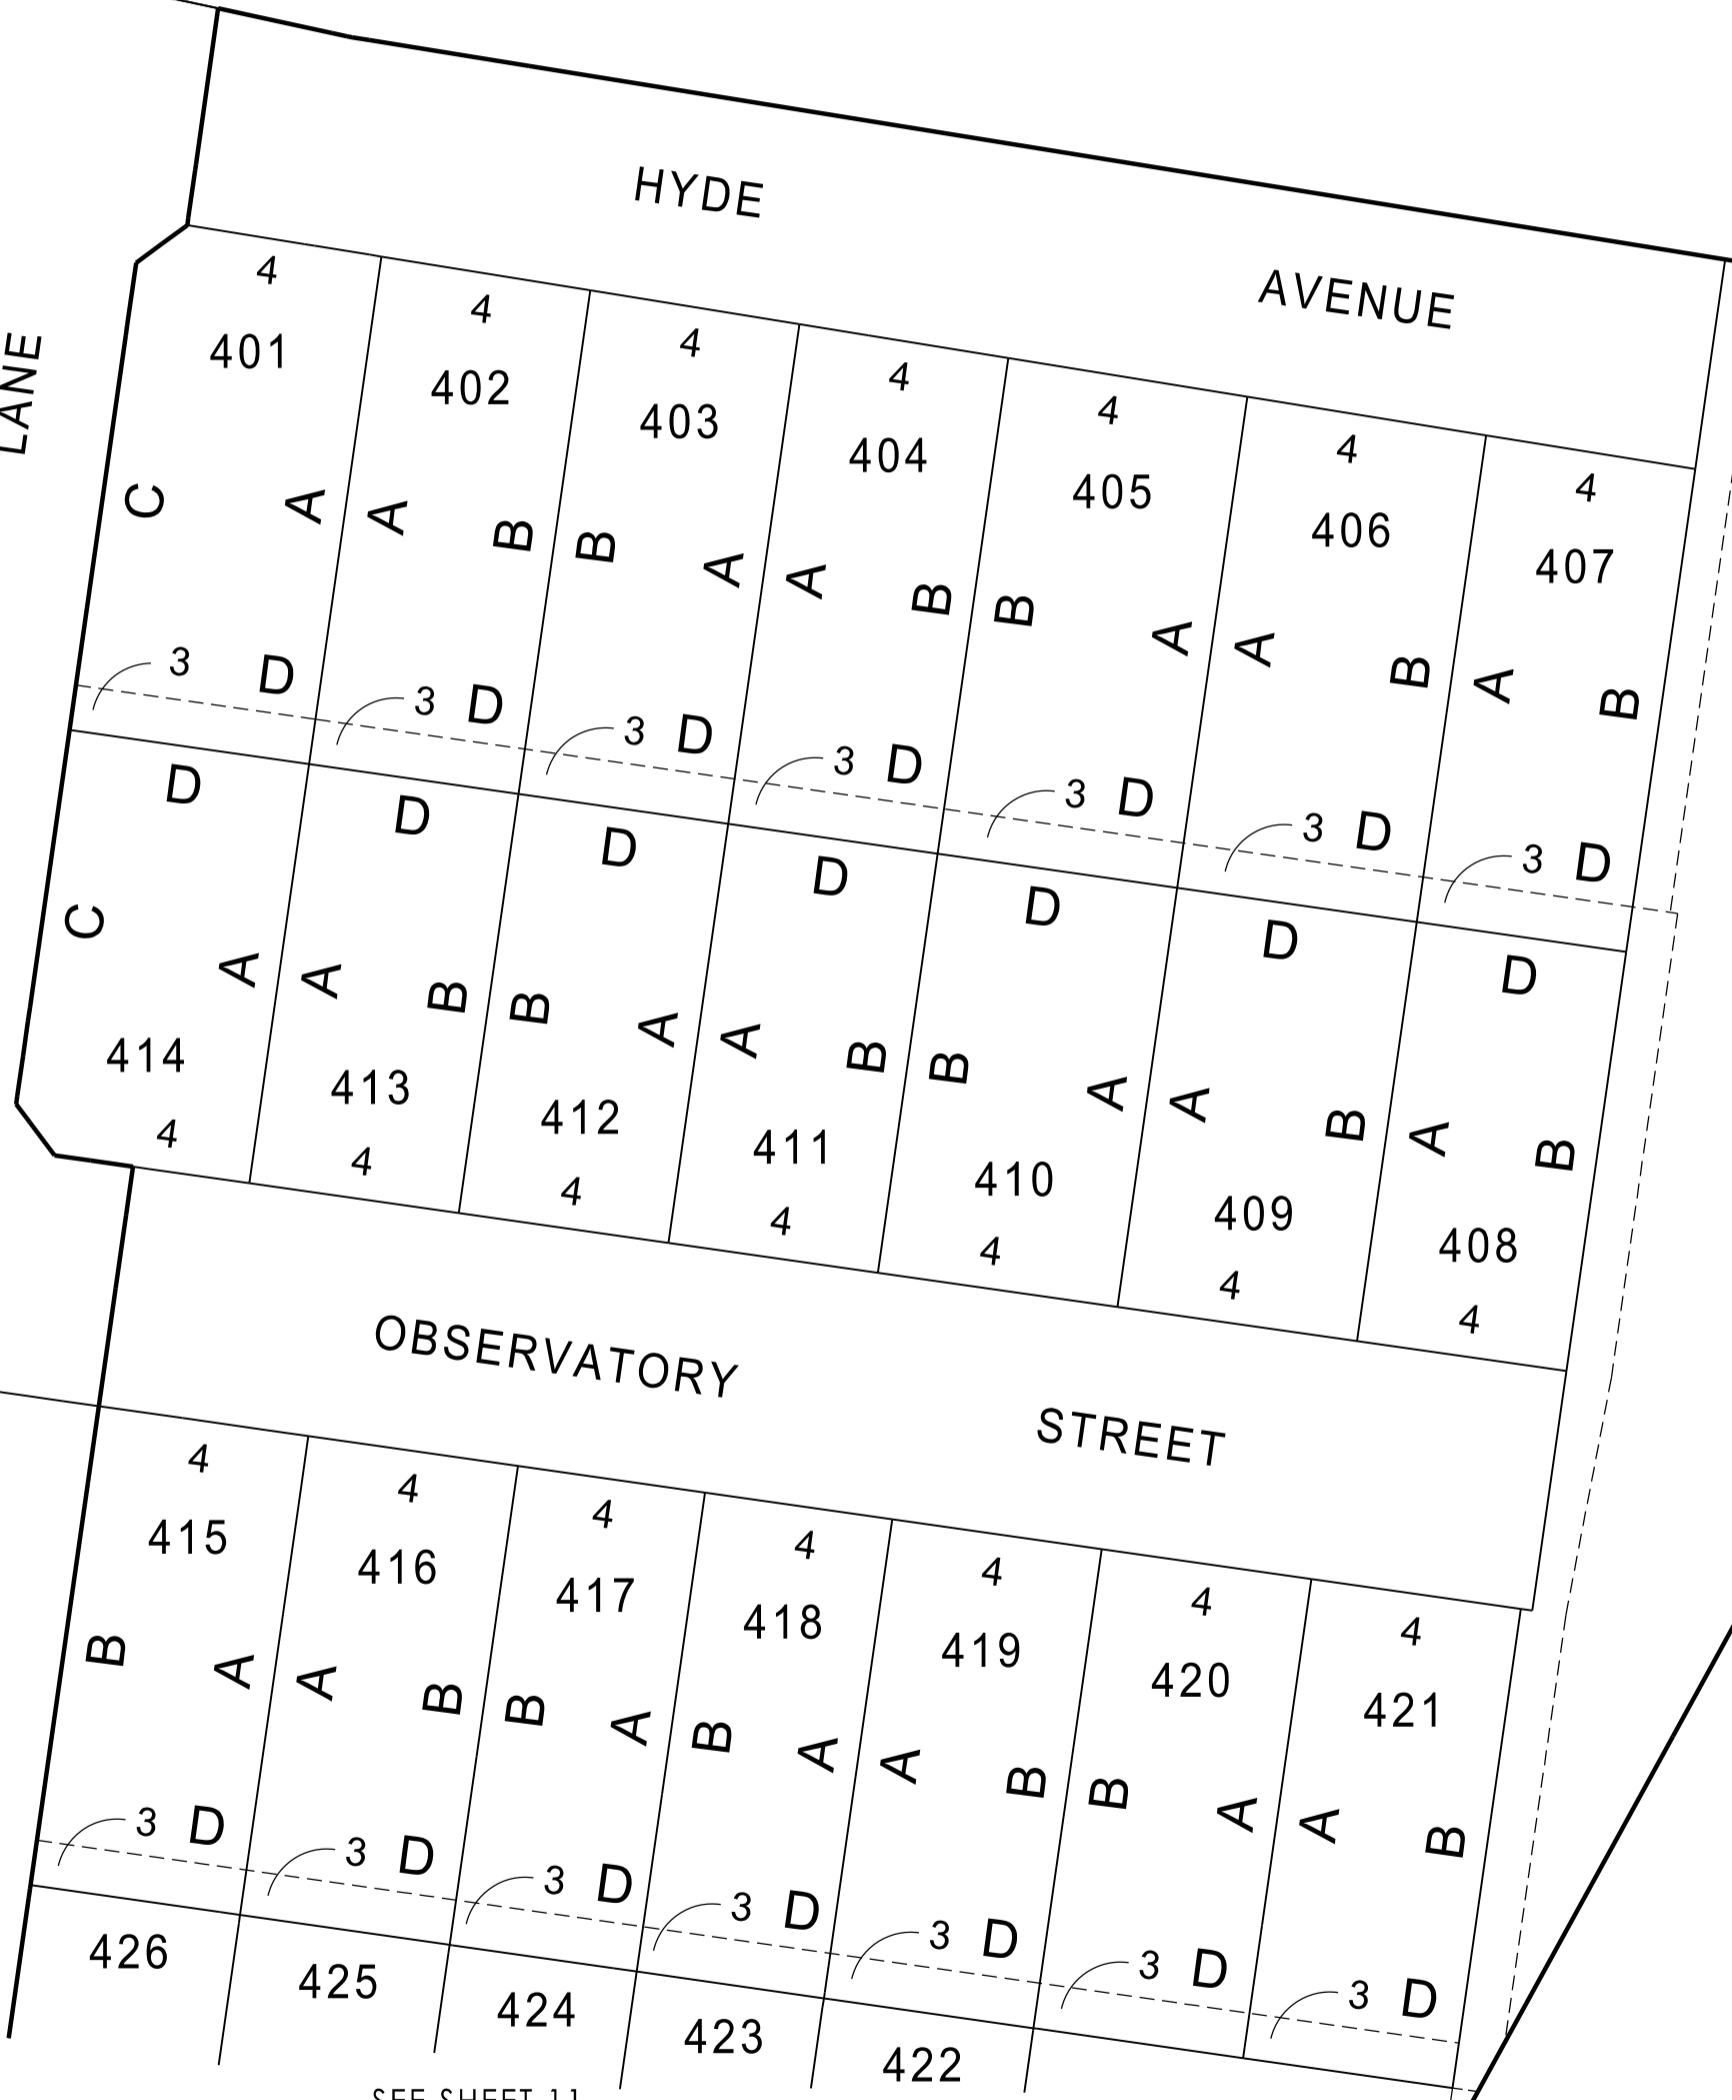 HYDE
AVENUE
LANE
4 4 4 4 4 4 4
401 402 403 404 405 406 407
C A A B B A A B B A A B A B
3 D 3 D 3 D 3 D 3 D 3 D 3 D
D D D D D D D
C A A B B A A B B A A B A B
414 413 412 411 410 409 408
4 4 4 4 4 4 4
OBSERVATORY
STREET
4 4 4 4 4 4 4
415 416 417 418 419 420 421
B A A B B A B A A B B A A B
3 D 3 D 3 D 3 D 3 D 3 D 3 D
426 425 424 423 422
SEE SHEET 11